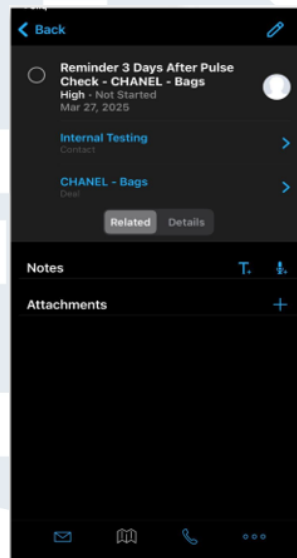 Back
Reminder 3 Days After Pulse
Check - CHANEL - Bags
High - Not Started
Mar 27, 2025
Internal Testing
Contact
CHANEL - Bags
Deal
Related Details
Notes
Attachments